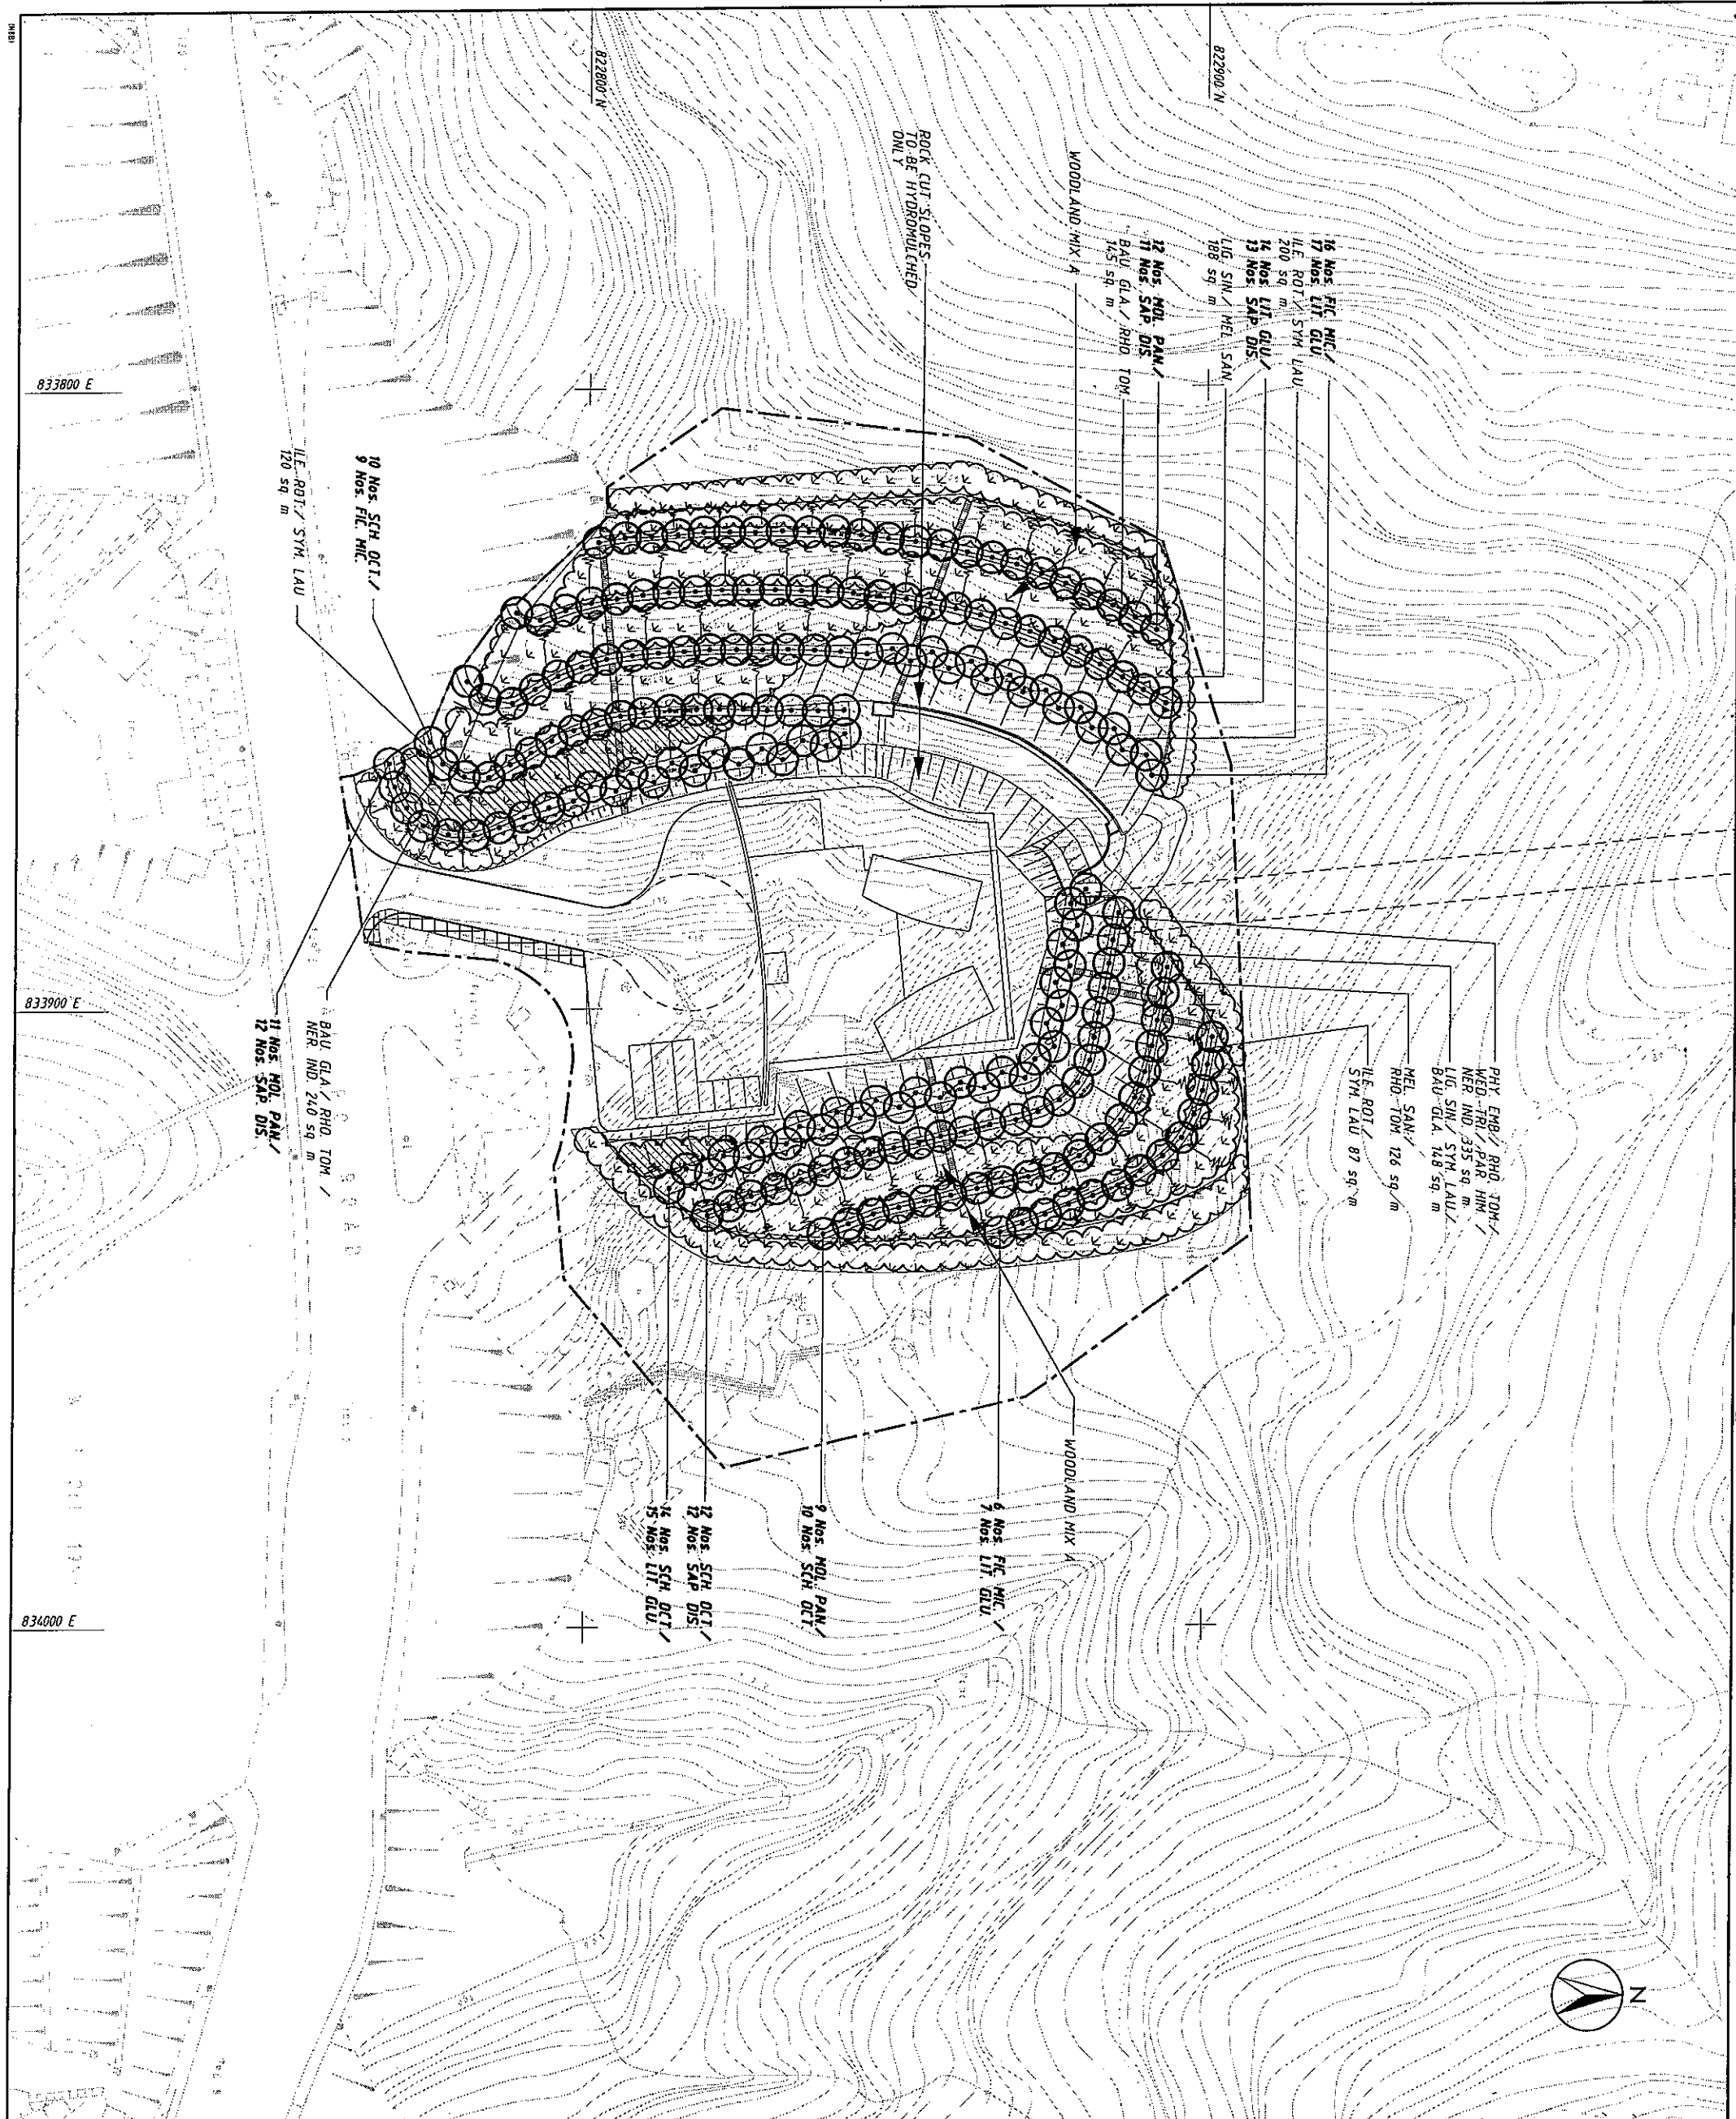 822800 N
822900 N
ROCK CUT SLOPES
TO BE HYDROMULCHED
ONLY
WOODLAND MIX A
16 Nos. FIC. MIC. /
17 Nos. LIT. GLU.
ILE. ROT. / SYM. LAU.
200 sq. m
14 Nos. LIT. GLU. /
13 Nos. SAP. DIS.
LIG. SIN. / MEL. SAN.
188 sq. m
12 Nos. MOL. PAN. /
11 Nos. SAP. DIS.
BAU. GLA. / RHO. TOM.
145 sq. m
833800 E
10 Nos. SCH. OCT. /
9 Nos. FIC. MIC.
ILE. ROT. / SYM. LAU
120 sq. m
833900 E
BAU. GLA. / RHO. TOM. /
NER. IND. 240 sq. m
11 Nos. MOL. PAN. /
12 Nos. SAP. DIS.
ROAD
PHY. EMB. / RHO. TOM. /
WED. TRI. / PAR. HIM. /
NER. IND. 335 sq. m
LIG. SIN. / SYM. LAU. /
BAU. GLA. 148 sq. m
MEL. SAN. /
RHO. TOM. 126 sq. m
ILE. ROT. /
SYM. LAU. 87 sq. m
WOODLAND MIX A
6 Nos. FIC. MIC. /
7 Nos. LIT. GLU.
9 Nos. MOL. PAN. /
10 Nos. SCH. OCT.
12 Nos. SCH. OCT. /
12 Nos. SAP. DIS.
14 Nos. SCH. OCT. /
15 Nos. LIT. GLU.
834000 E
N